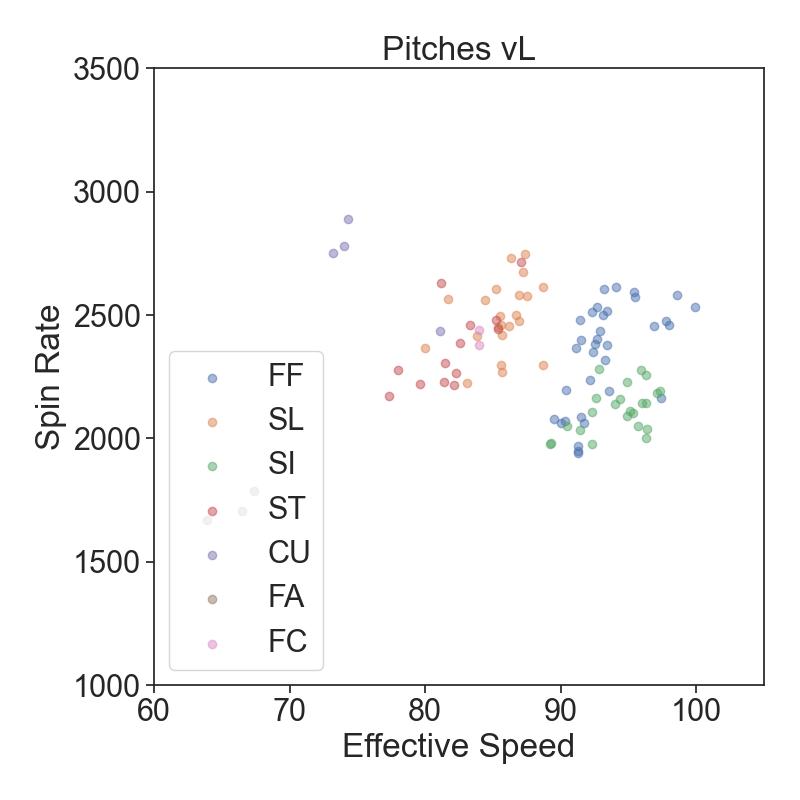 Pitches vL
3500
3000
2500
2000
1500
1000
Spin Rate
FF
SL
SI
ST
CU
FA
FC
60 70 80 90 100
Effective Speed